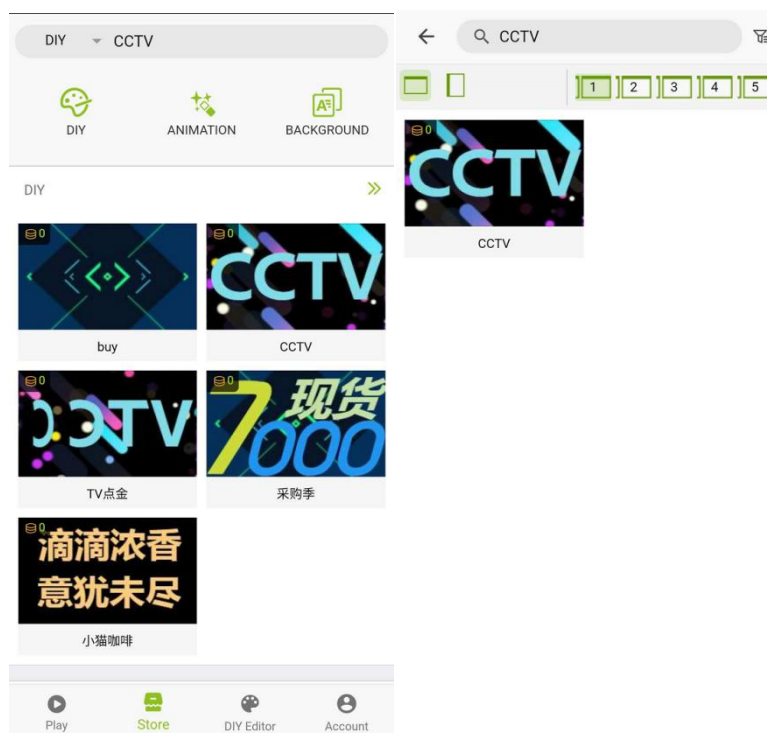 DIY CCTV
DIY ANIMATION BACKGROUND
DIY
0
buy
0
CCTV
CCTV
0
TV
TV点金
0
现货
7000
采购季
0
滴滴浓香
意犹未尽
小猫咖啡
Play Store DIY Editor Account
CCTV
1 2 3 4 5
0
CCTV
CCTV